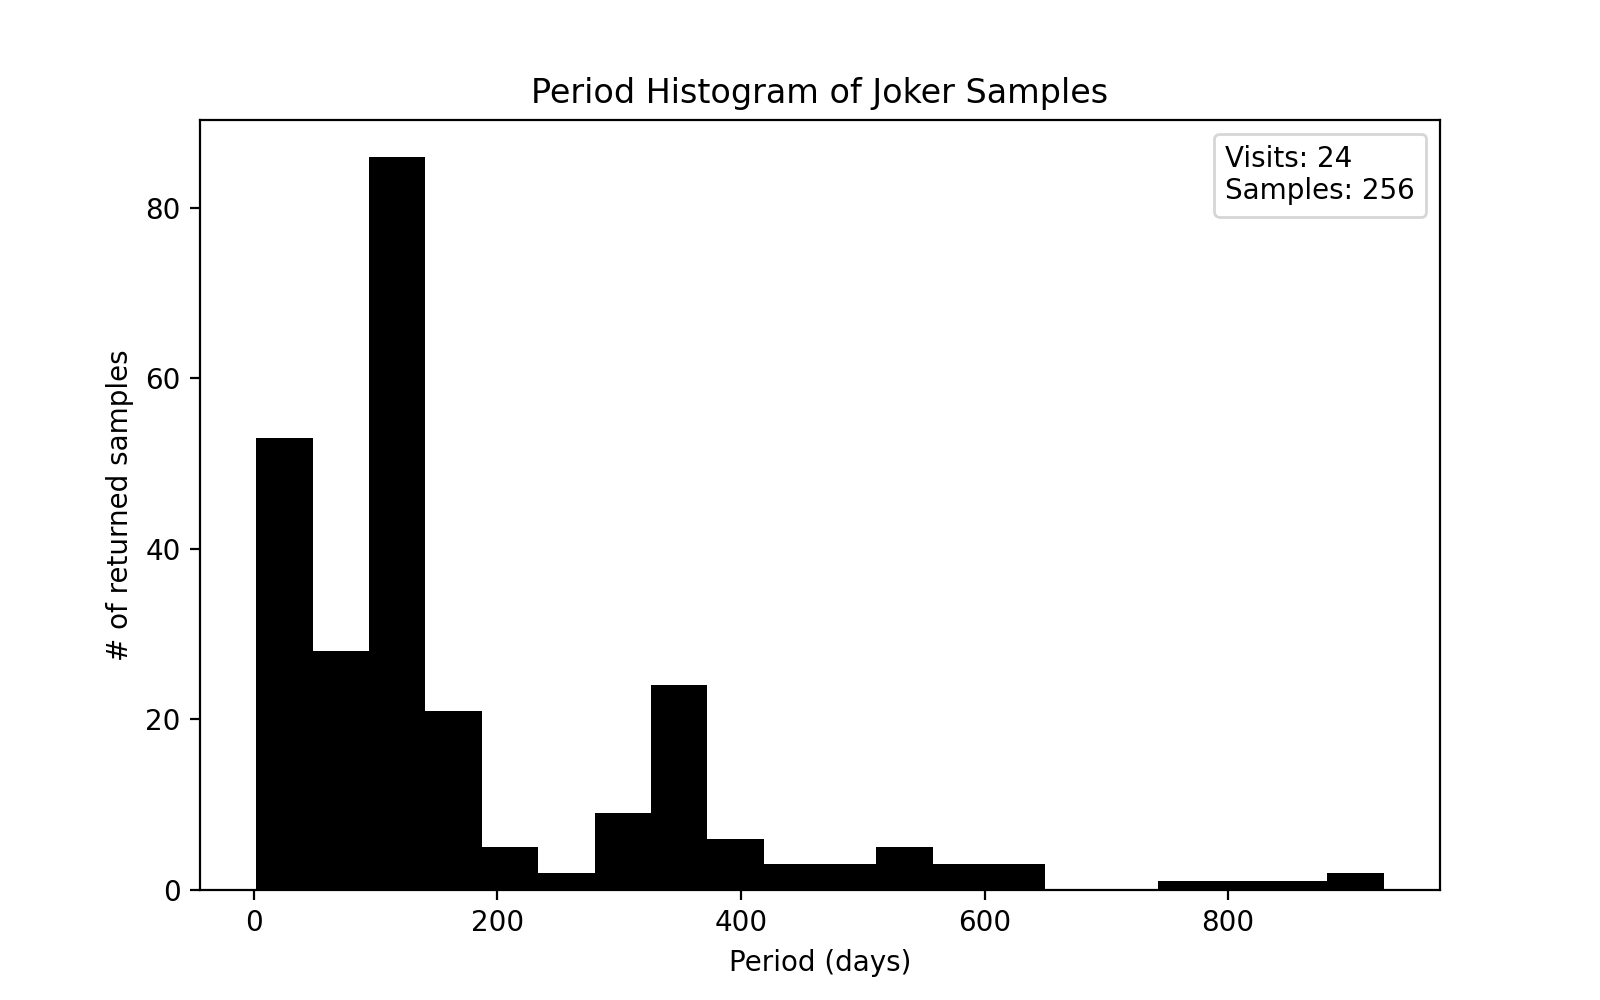 Period Histogram of Joker Samples
Visits: 24
Samples: 256
# of returned samples
80
60
40
20
0
0 200 400 600 800
Period (days)